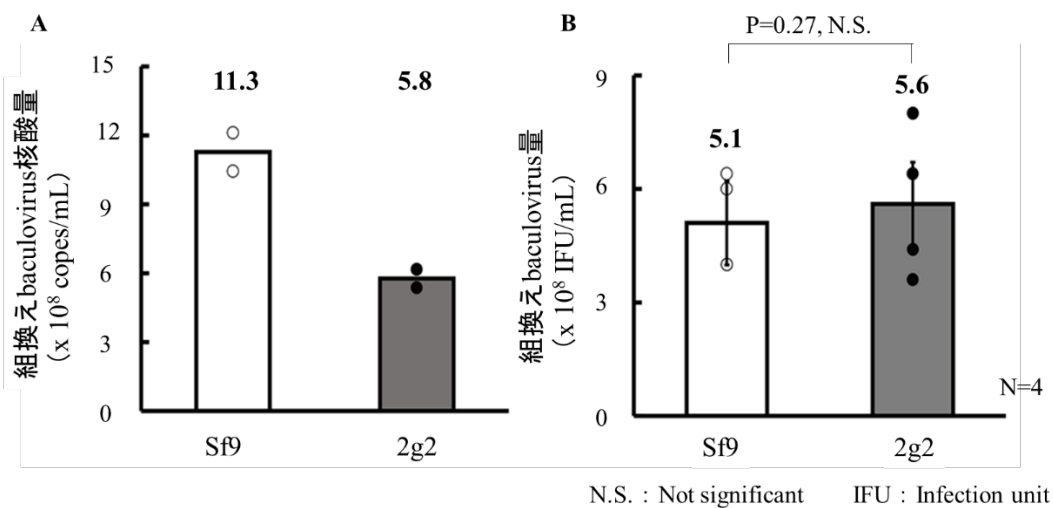 A
組換えbaculovirus核酸量
（x 10⁸ copes/mL）
15
12
9
6
3
0
11.3
5.8
Sf9
2g2
B
P=0.27, N.S.
組換えbaculovirus量
（x 10⁸ IFU/mL）
9
6
3
0
5.1
5.6
N=4
Sf9
2g2
N.S.：Not significant
IFU：Infection unit